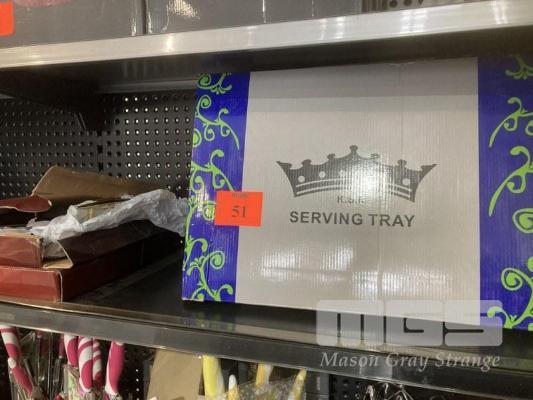 51
K.S.
SERVING TRAY
MGS
Mason Gray Strange